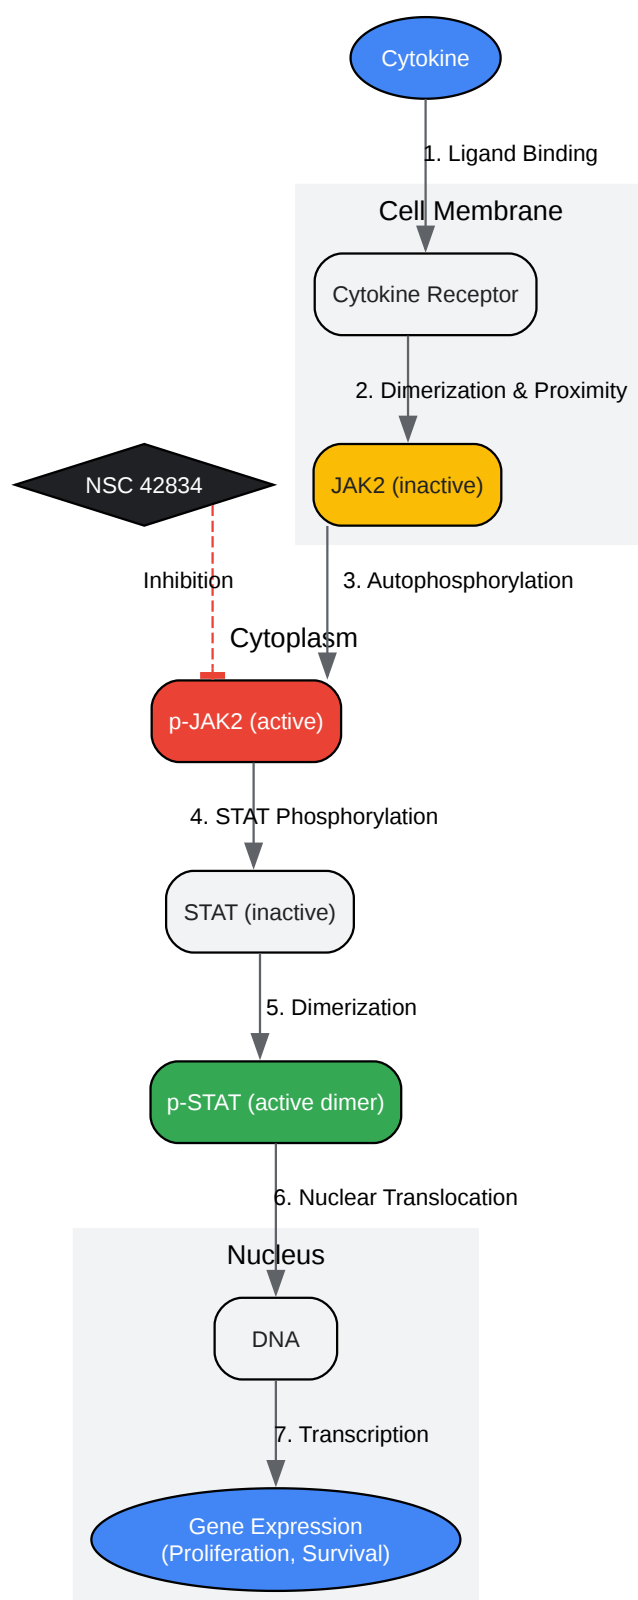 Cytokine
1. Ligand Binding
Cell Membrane
Cytokine Receptor
2. Dimerization & Proximity
NSC 42834
JAK2 (inactive)
Inhibition
3. Autophosphorylation
Cytoplasm
p-JAK2 (active)
4. STAT Phosphorylation
STAT (inactive)
5. Dimerization
p-STAT (active dimer)
6. Nuclear Translocation
Nucleus
DNA
7. Transcription
Gene Expression
(Proliferation, Survival)